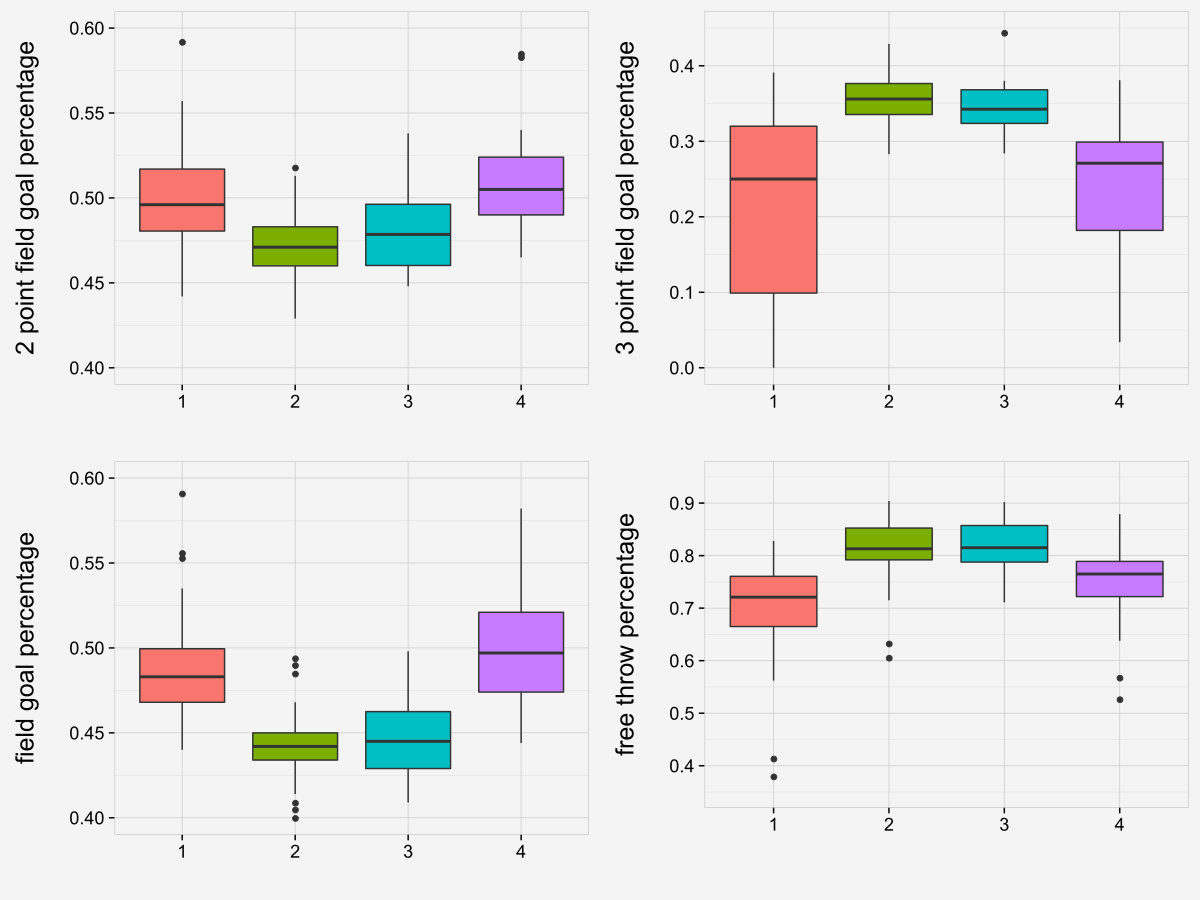 2 point field goal percentage
0.60
0.55
0.50
0.45
0.40
1 2 3 4
3 point field goal percentage
0.4
0.3
0.2
0.1
0.0
1 2 3 4
field goal percentage
0.60
0.55
0.50
0.45
0.40
1 2 3 4
free throw percentage
0.9
0.8
0.7
0.6
0.5
0.4
1 2 3 4